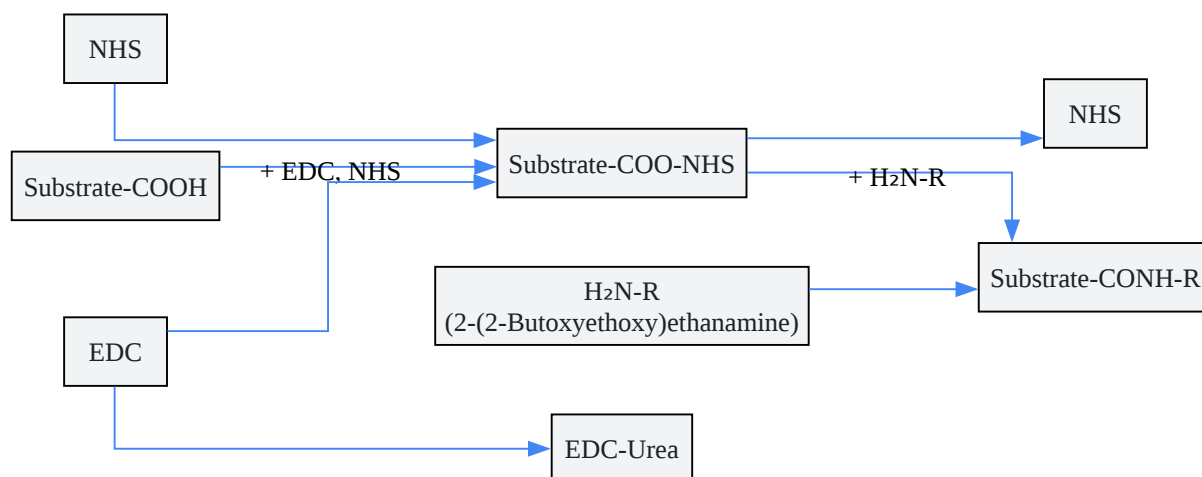 NHS
NHS
Substrate-COO-NHS
+ EDC, NHS
+ H₂N-R
Substrate-COOH
Substrate-CONH-R
H₂N-R
(2-(2-Butoxyethoxy)ethanamine)
EDC
EDC-Urea